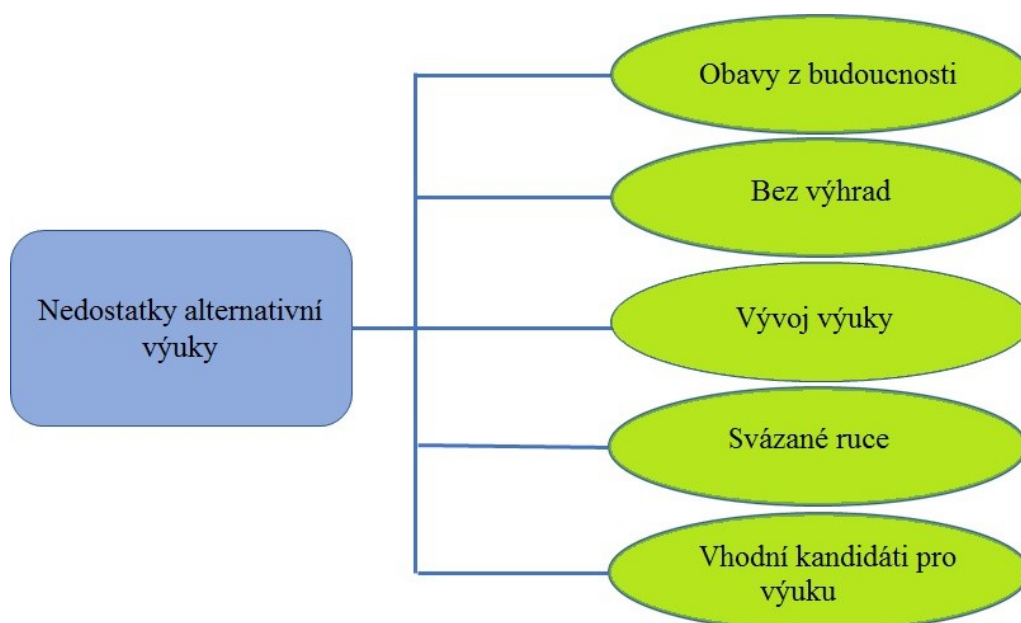 Obavy z budoucnosti
Bez výhrad
Nedostatky alternativní
výuky
Vývoj výuky
Svázané ruce
Vhodní kandidáti pro
výuku